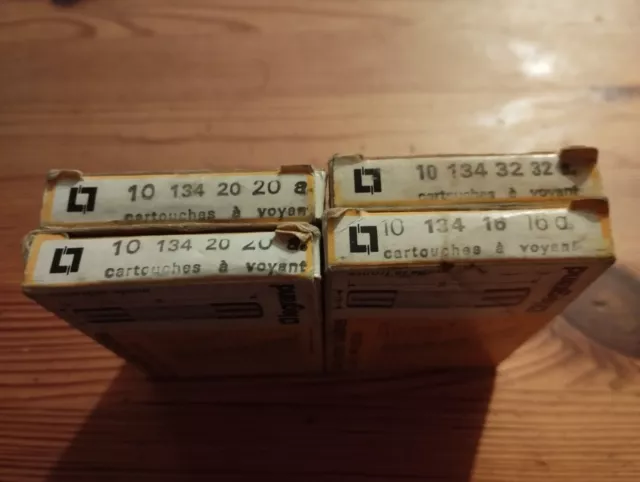 10 134 20 20 a
cartouches à voyant
10 134 32 32 a
cartouches à voyant
10 134 20 20 a
cartouches à voyant
legrand
10 134 16 16 a
cartouches à voyant